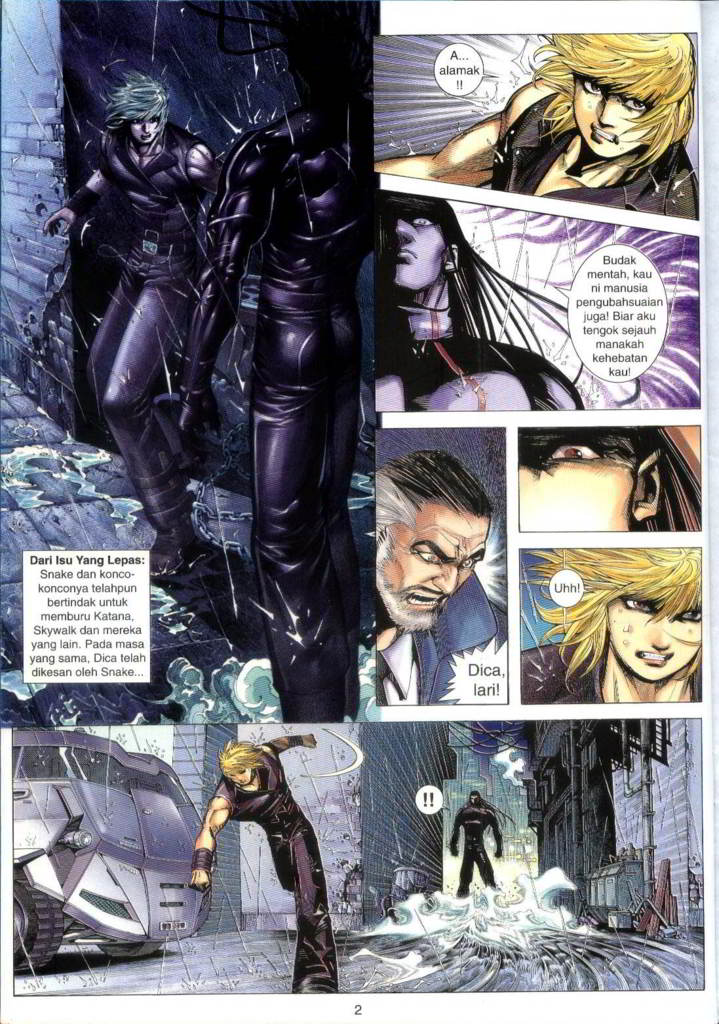 Dari Isu Yang Lepas:
Snake dan konco-
konconya telahpun
bertindak untuk
memburu Katana,
Skywalk dan mereka
yang lain. Pada masa
yang sama, Dica telah
dikesan oleh Snake...
A...
alamak
!!
Budak
mentah, kau
ni manusia
pengubahsuaian
juga! Biar aku
tengok sejauh
manakah
kehebatan
kau!
Dica,
lari!
Uhh!
!!
2